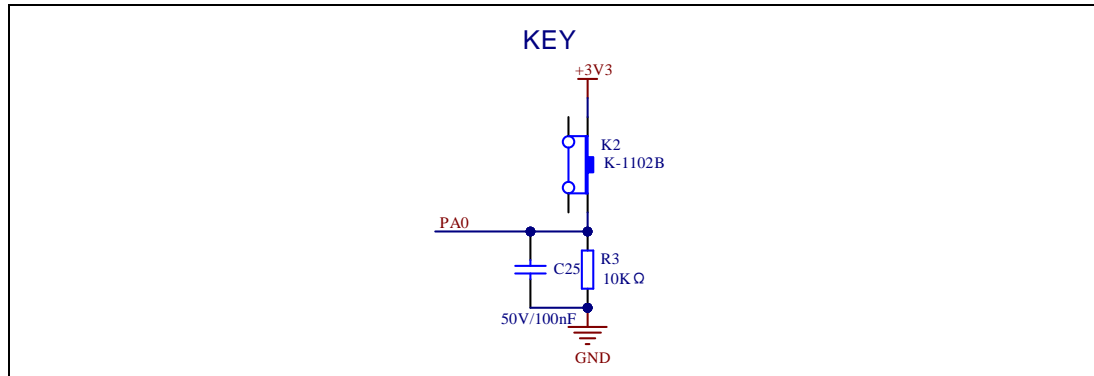 KEY
+3V3
K2
K-1102B
PA0
C25
R3
10KΩ
50V/100nF
GND